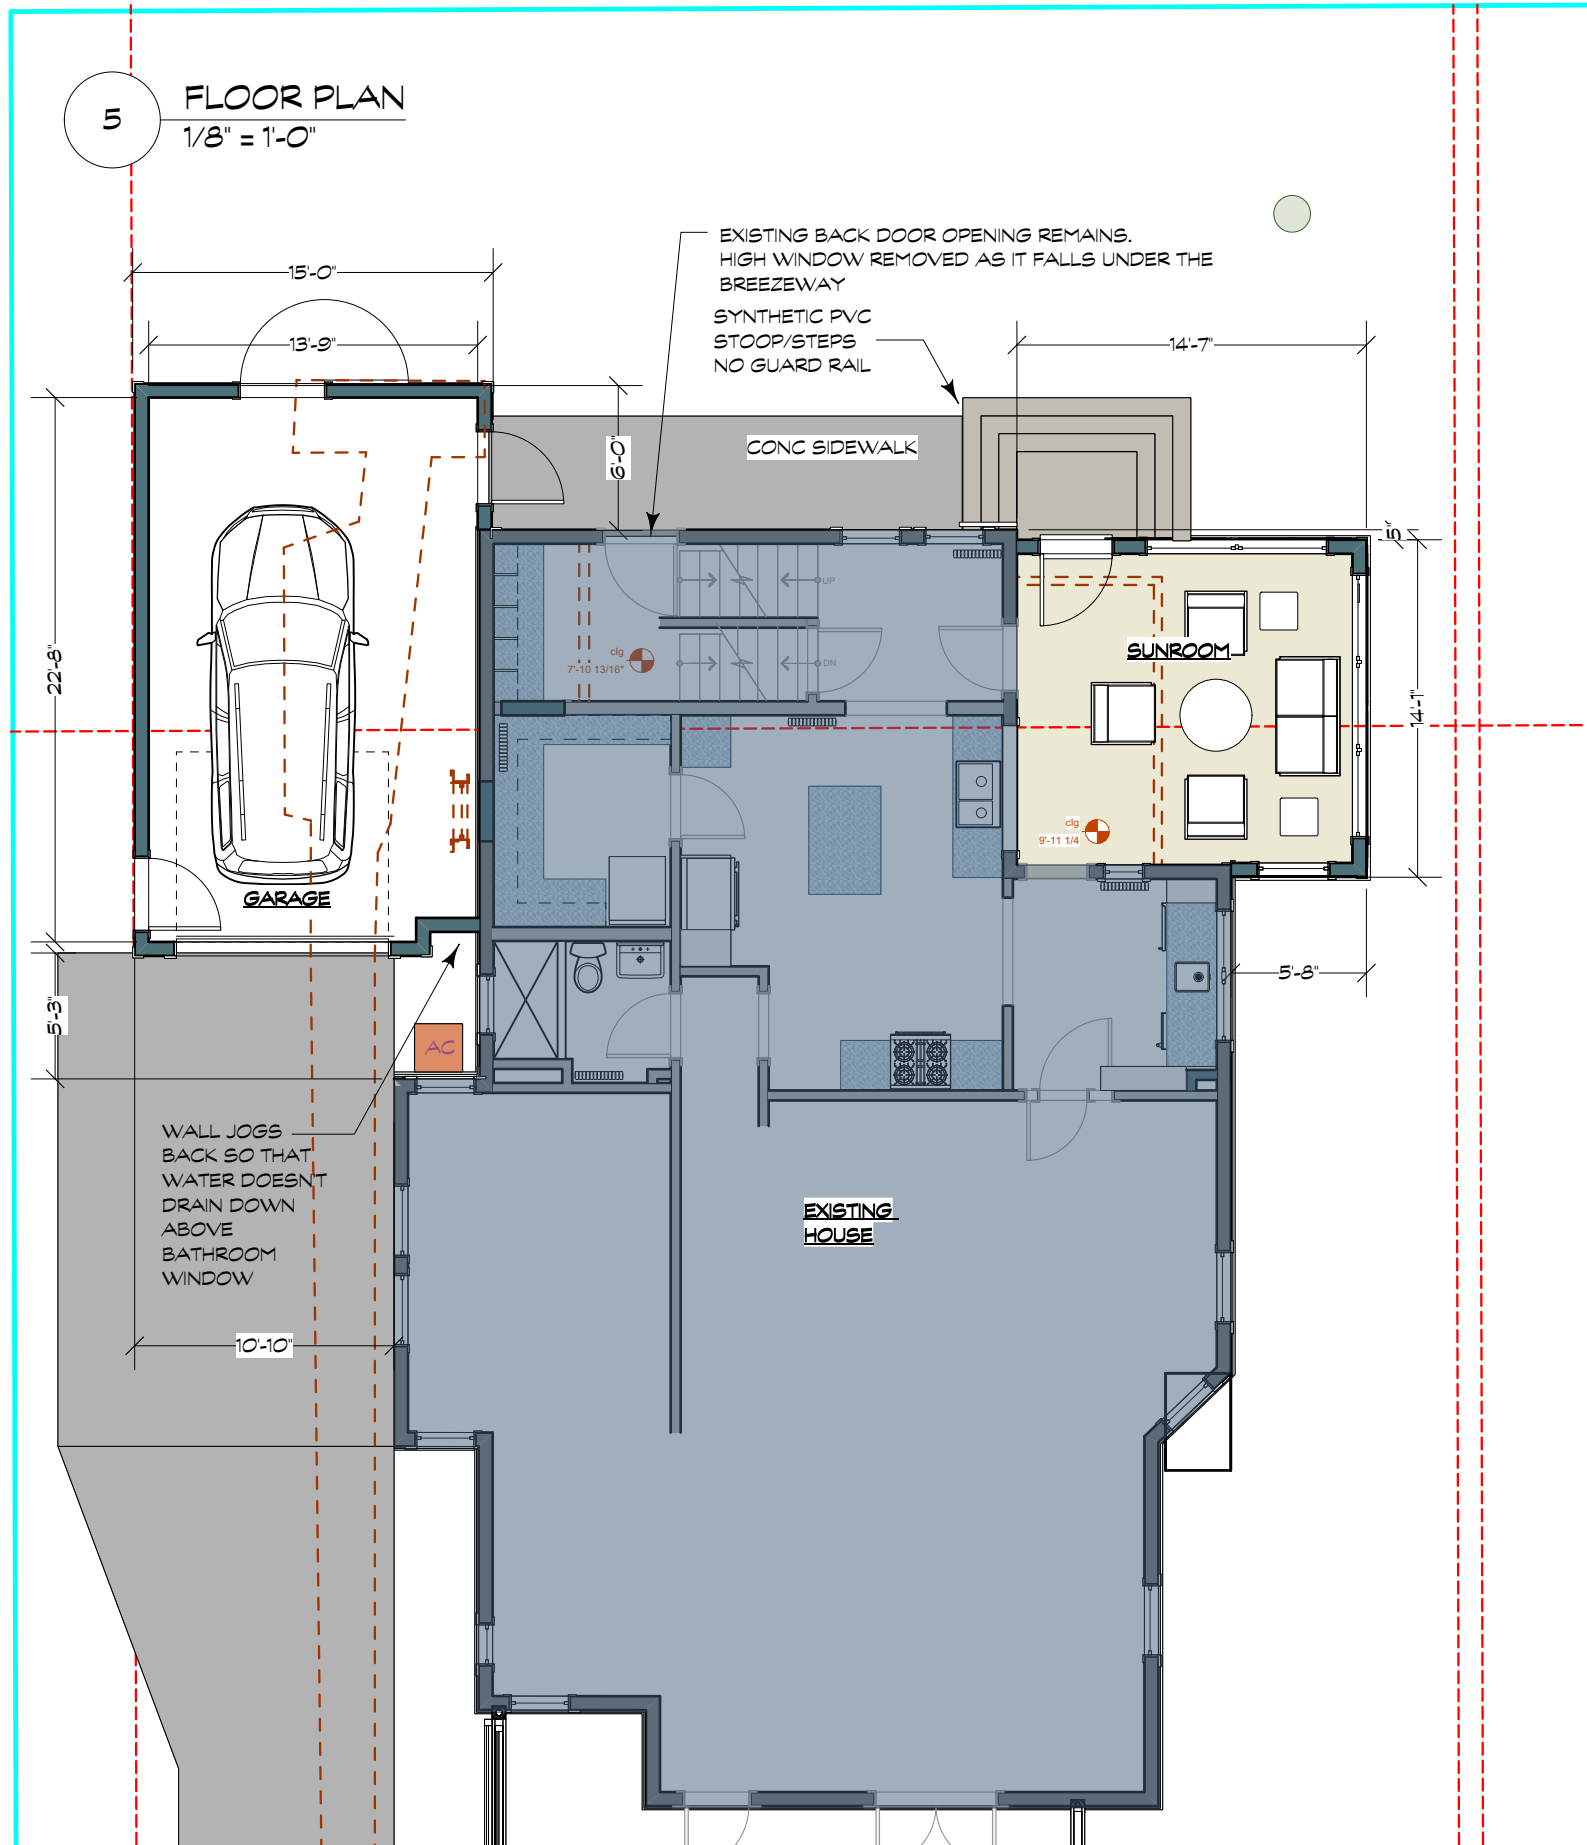 5
FLOOR PLAN
1/8" = 1'-0"
EXISTING BACK DOOR OPENING REMAINS.
HIGH WINDOW REMOVED AS IT FALLS UNDER THE
BREEZEWAY
15'-0"
SYNTHETIC PVC
STOOP/STEPS
NO GUARD RAIL
13'-9"
14'-7"
CONC SIDEWALK
6'-0"
5"
UP
SUNROOM
clg
7'-10 13/16"
DN
22'-8"
14'-1"
clg
9'-11 1/4
GARAGE
5'-8"
5'-3"
AC
WALL JOGS
BACK SO THAT
WATER DOESN'T
DRAIN DOWN
ABOVE
BATHROOM
WINDOW
EXISTING
HOUSE
10'-10"